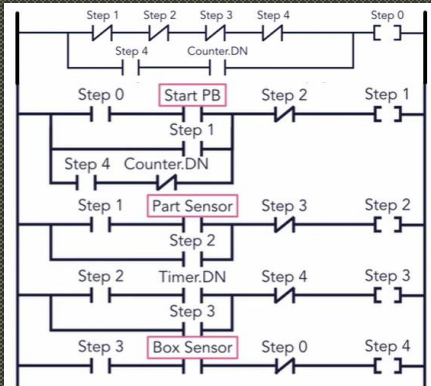 Step 1 Step 2 Step 3 Step 4 Step 0
Step 4 Counter.DN
Step 0 Start PB Step 2 Step 1
Step 1
Step 4 Counter.DN
Step 1 Part Sensor Step 3 Step 2
Step 2
Step 2 Timer.DN Step 4 Step 3
Step 3
Step 3 Box Sensor Step 0 Step 4